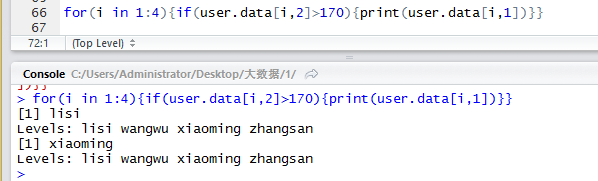 66 for(i in 1:4){if(user.data[i,2]>170){print(user.data[i,1])}}
67
72:1 (Top Level)
Console C:/Users/Administrator/Desktop/大数据/1/
> for(i in 1:4){if(user.data[i,2]>170){print(user.data[i,1])}}
[1] lisi
Levels: lisi wangwu xiaoming zhangsan
[1] xiaoming
Levels: lisi wangwu xiaoming zhangsan
>